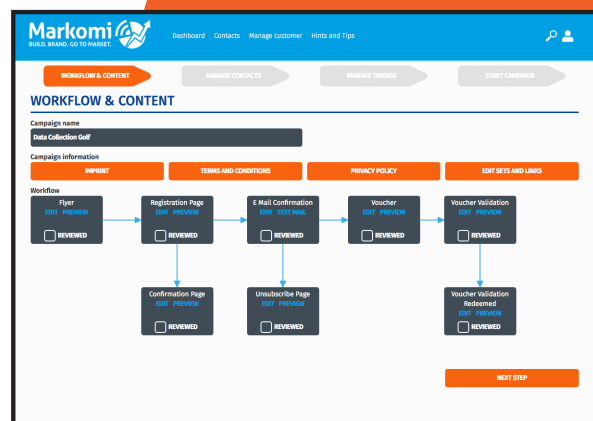 Markomi
BUILD. BRAND. GO TO MARKET.
Dashboard Contacts Manage customer Hints and Tips
WORKFLOW & CONTENT
MANAGE CONTACTS
MANAGE TIMINGS
START CAMPAIGN
WORKFLOW & CONTENT
Campaign name
Data Collection Golf
Campaign information
IMPRINT
TERMS AND CONDITIONS
PRIVACY POLICY
EDIT SETS AND LINKS
Workflow
Flyer
EDIT PREVIEW
REVIEWED
Registration Page
EDIT PREVIEW
REVIEWED
E Mail Confirmation
EDIT TEST MAIL
REVIEWED
Voucher
EDIT PREVIEW
REVIEWED
Voucher Validation
EDIT PREVIEW
REVIEWED
Confirmation Page
EDIT PREVIEW
REVIEWED
Unsubscribe Page
EDIT PREVIEW
REVIEWED
Voucher Validation
Redeemed
EDIT PREVIEW
REVIEWED
NEXT STEP